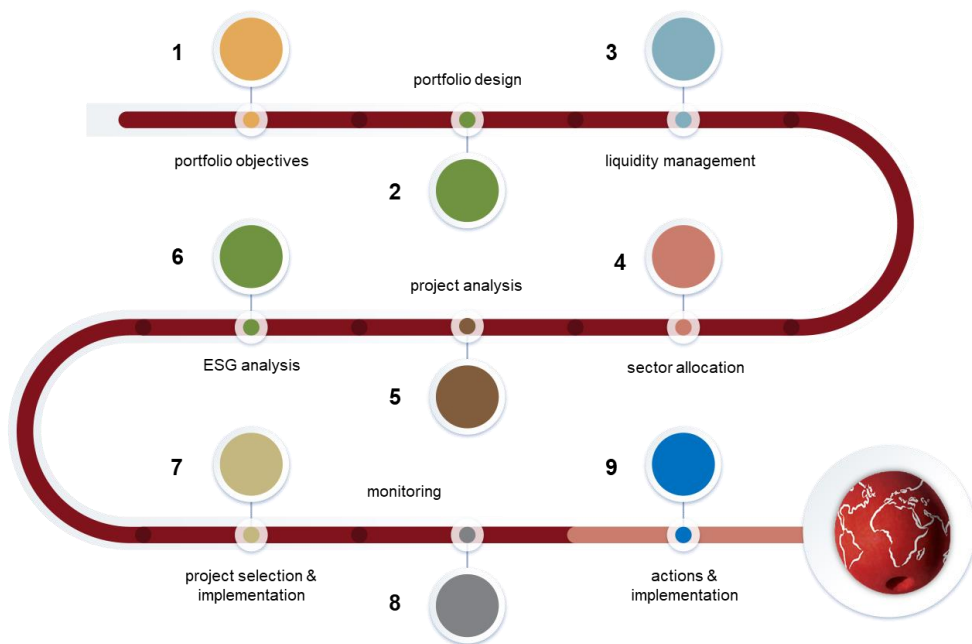 1
portfolio objectives
portfolio design
2
3
liquidity management
4
sector allocation
project analysis
5
6
ESG analysis
7
project selection &
implementation
monitoring
8
9
actions &
implementation